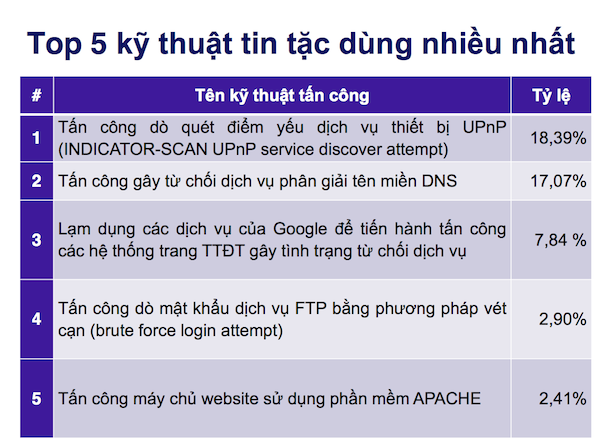 Top 5 kỹ thuật tin tặc dùng nhiều nhất
# Tên kỹ thuật tấn công Tỷ lệ
1 Tấn công dò quét điểm yếu dịch vụ thiết bị UPnP
(INDICATOR-SCAN UPnP service discover attempt) 18,39%
2 Tấn công gây từ chối dịch vụ phân giải tên miền DNS 17,07%
3 Lạm dụng các dịch vụ của Google để tiến hành tấn công
các hệ thống trang TTĐT gây tình trạng từ chối dịch vụ 7,84 %
4 Tấn công dò mật khẩu dịch vụ FTP bằng phương pháp vét
cạn (brute force login attempt) 2,90%
5 Tấn công máy chủ website sử dụng phần mềm APACHE 2,41%